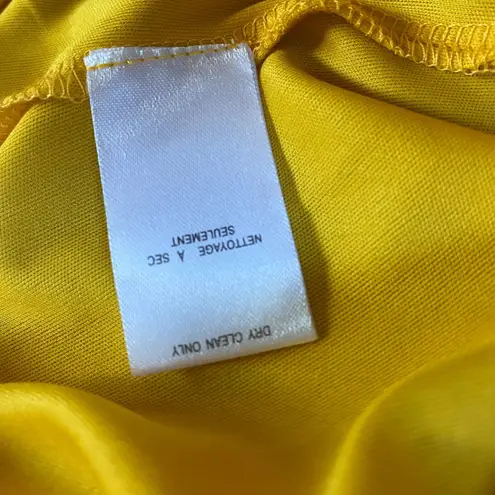 DRY CLEAN ONLY
NETTOYAGE À SEC
SEULEMENT